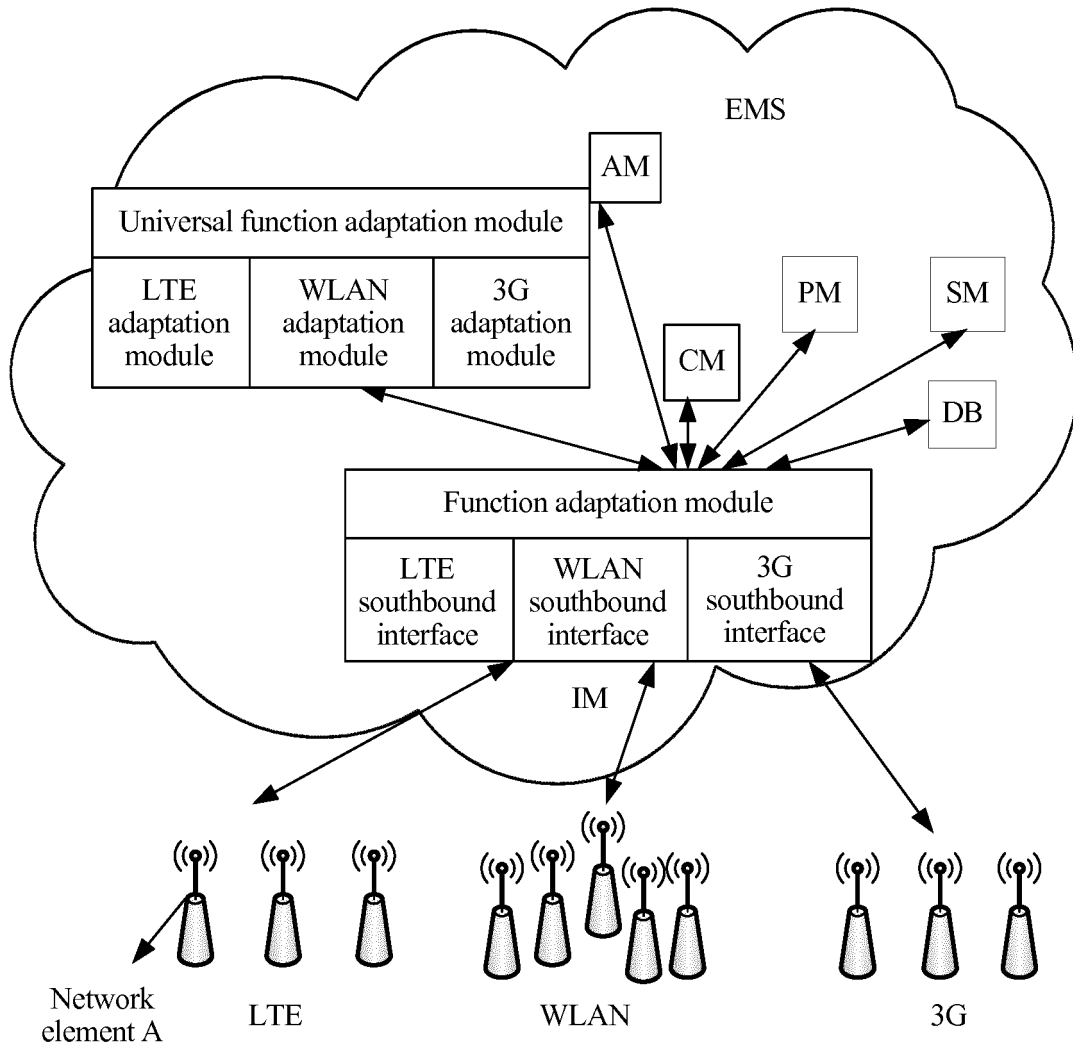 EMS
AM
Universal function adaptation module
LTE
adaptation
module
WLAN
adaptation
module
3G
adaptation
module
PM
SM
CM
DB
Function adaptation module
LTE
southbound
interface
WLAN
southbound
interface
3G
southbound
interface
IM
Network
element A
LTE
WLAN
3G